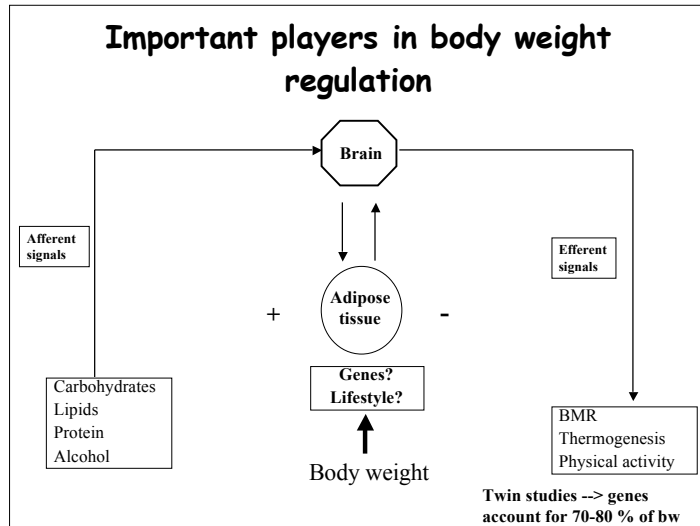 Important players in body weight
regulation
Brain
Afferent
signals
Efferent
signals
+
Adipose
tissue
-
Genes?
Lifestyle?
Carbohydrates
Lipids
Protein
Alcohol
Body weight
BMR
Thermogenesis
Physical activity
Twin studies --> genes
account for 70-80 % of bw